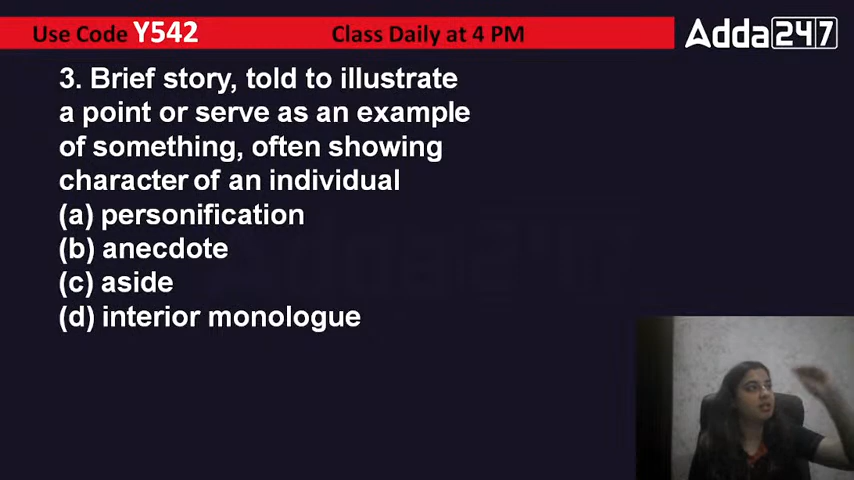 Use Code Y542 Class Daily at 4 PM Adda247
3. Brief story, told to illustrate
a point or serve as an example
of something, often showing
character of an individual
(a) personification
(b) anecdote
(c) aside
(d) interior monologue
Adda247